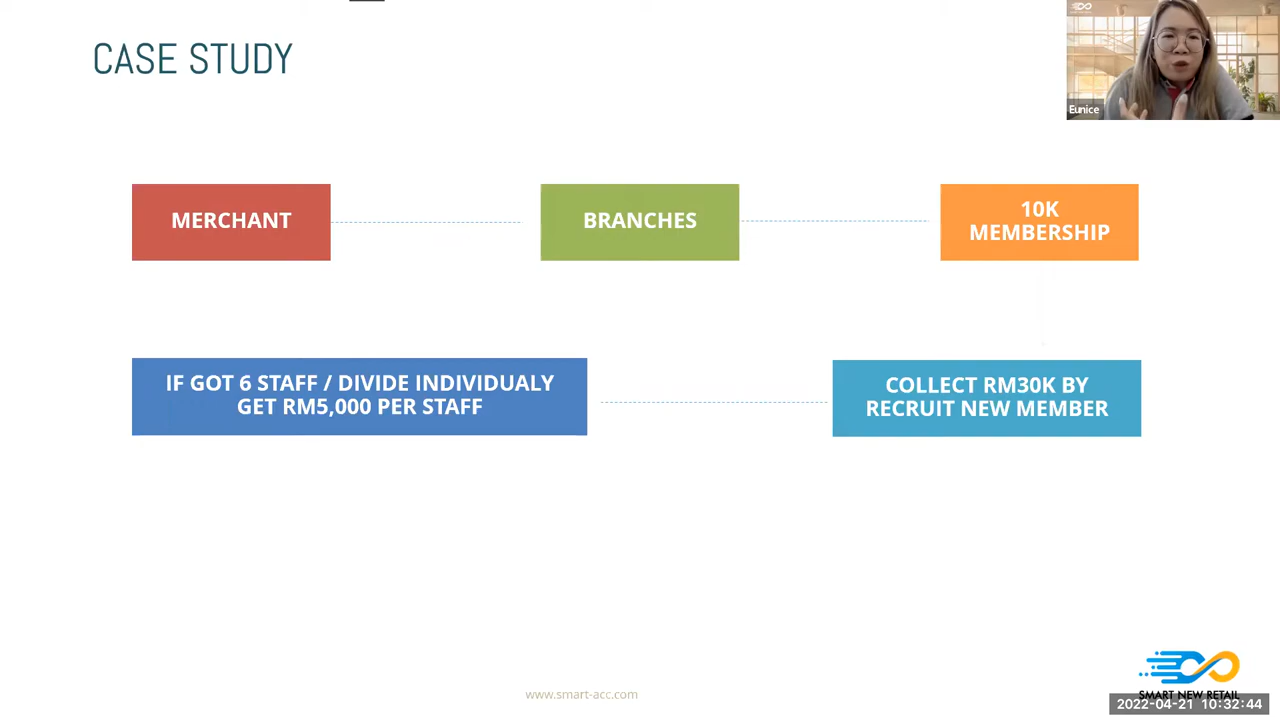 CASE STUDY
Eunice
MERCHANT
BRANCHES
10K
MEMBERSHIP
IF GOT 6 STAFF / DIVIDE INDIVIDUALY
GET RM5,000 PER STAFF
COLLECT RM30K BY
RECRUIT NEW MEMBER
www.smart-acc.com
SMART NEW RETAIL
2022-04-21 10:32:44